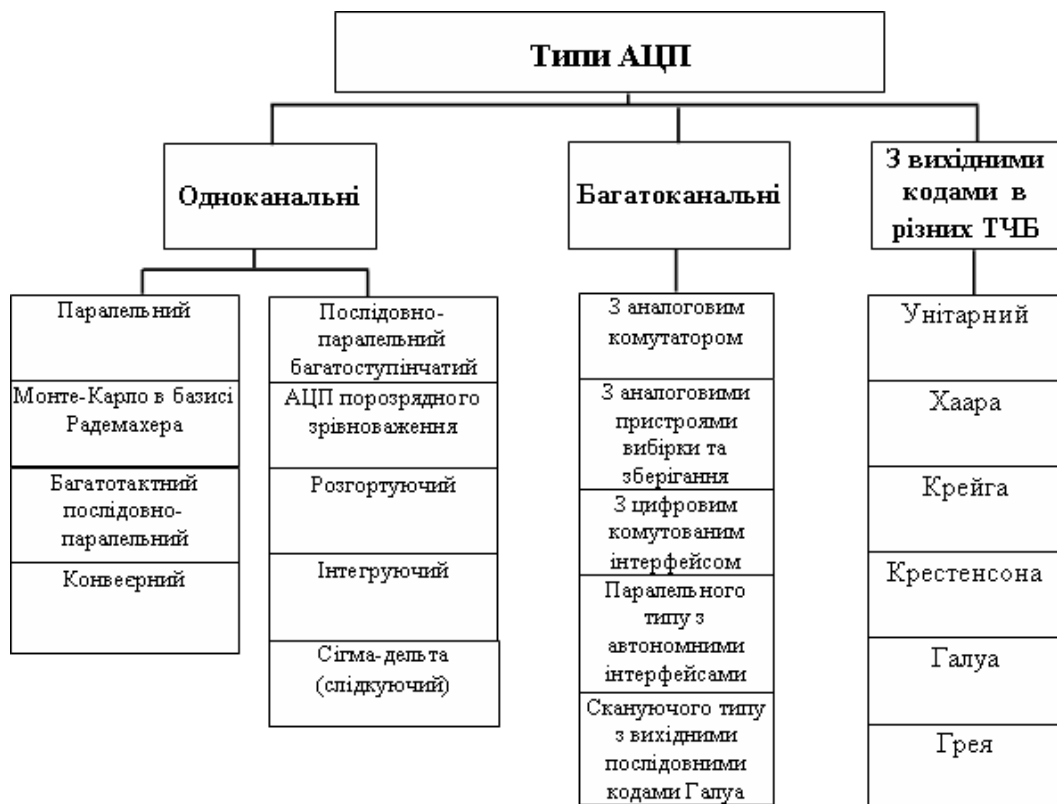 Типи АЦП
Одноканальні
Багатоканальні
З вихідними
кодами в
різних ТЧБ
Паралельний
Монте-Карло в базисі
Радемахера
Багатотактний
послідовно-
паралельний
Конвеєрний
Послідовно-
паралельний
багатоступінчатий
АЦП порозрядного
зрівноваження
Розгортуючий
Інтегруючий
Сігма-дельта
(слідкуючий)
З аналоговим
комутатором
З аналоговими
пристроями
вибірки та
зберігання
З цифровим
комутованим
інтерфейсом
Паралельного
типу з
автономними
інтерфейсами
Скануючого типу
з вихідними
послідовними
кодами Галуа
Унітарний
Хаара
Крейга
Крестенсона
Галуа
Грея